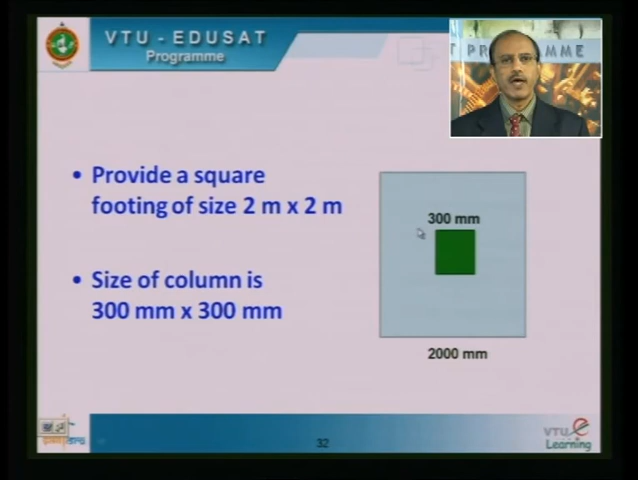 VTU - EDUSAT
Programme
T PROGRAMME
• Provide a square
footing of size 2 m x 2 m
300 mm
• Size of column is
300 mm x 300 mm
2000 mm
32
VTU e
Learning